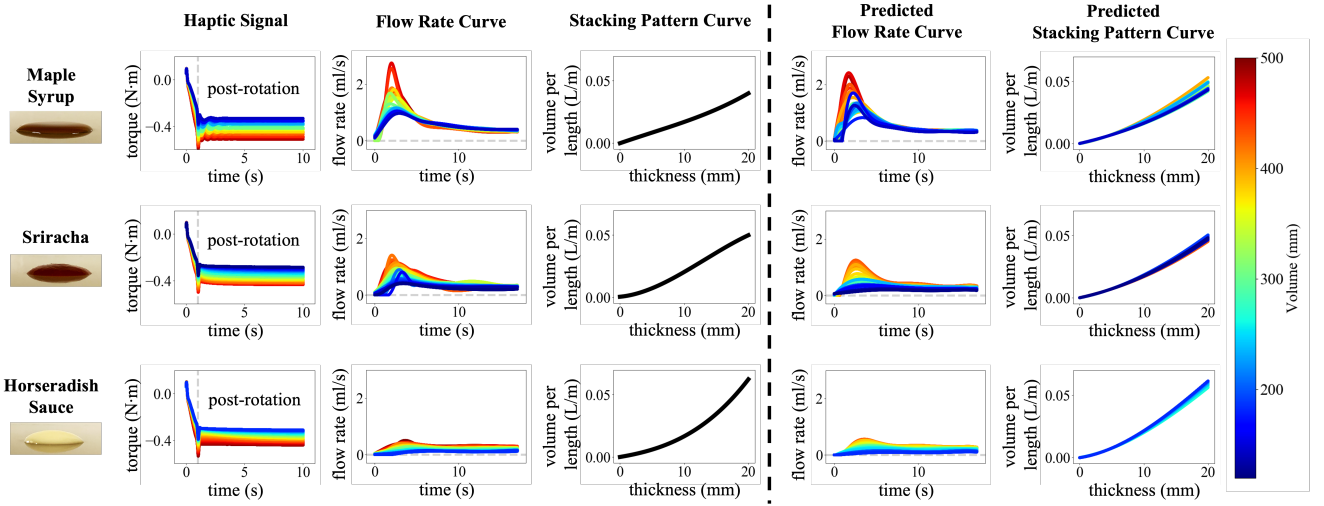 Haptic Signal
Flow Rate Curve
Stacking Pattern Curve
Predicted
Flow Rate Curve
Predicted
Stacking Pattern Curve
Maple
Syrup
torque (N·m)
0.0
−0.4
post-rotation
0
5
10
time (s)
flow rate (ml/s)
2
0
0
10
time (s)
volume per
length (L/m)
0.05
0.00
0
10
20
thickness (mm)
flow rate (ml/s)
2
0
0
10
time (s)
volume per
length (L/m)
0.05
0.00
0
10
20
thickness (mm)
Sriracha
torque (N·m)
0.0
−0.4
post-rotation
0
5
10
time (s)
flow rate (ml/s)
2
0
0
10
time (s)
volume per
length (L/m)
0.05
0.00
0
10
20
thickness (mm)
flow rate (ml/s)
2
0
0
10
time (s)
volume per
length (L/m)
0.05
0.00
0
10
20
thickness (mm)
Horseradish
Sauce
torque (N·m)
0.0
−0.4
post-rotation
0
5
10
time (s)
flow rate (ml/s)
2
0
0
10
time (s)
volume per
length (L/m)
0.05
0.00
0
10
20
thickness (mm)
flow rate (ml/s)
2
0
0
10
time (s)
volume per
length (L/m)
0.05
0.00
0
10
20
thickness (mm)
500
400
300
200
Volume (mm)